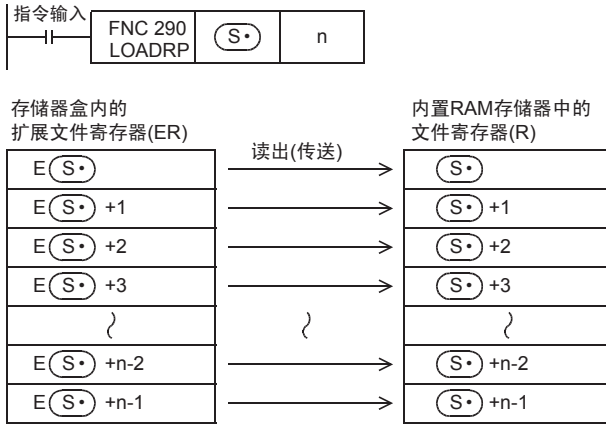 指令输入
FNC 290
LOADRP
S•
n
存储器盒内的
扩展文件寄存器(ER)
内置RAM存储器中的
文件寄存器(R)
读出(传送)
E S•
S•
E S• +1
S• +1
E S• +2
S• +2
E S• +3
S• +3
E S• +n-2
S• +n-2
E S• +n-1
S• +n-1